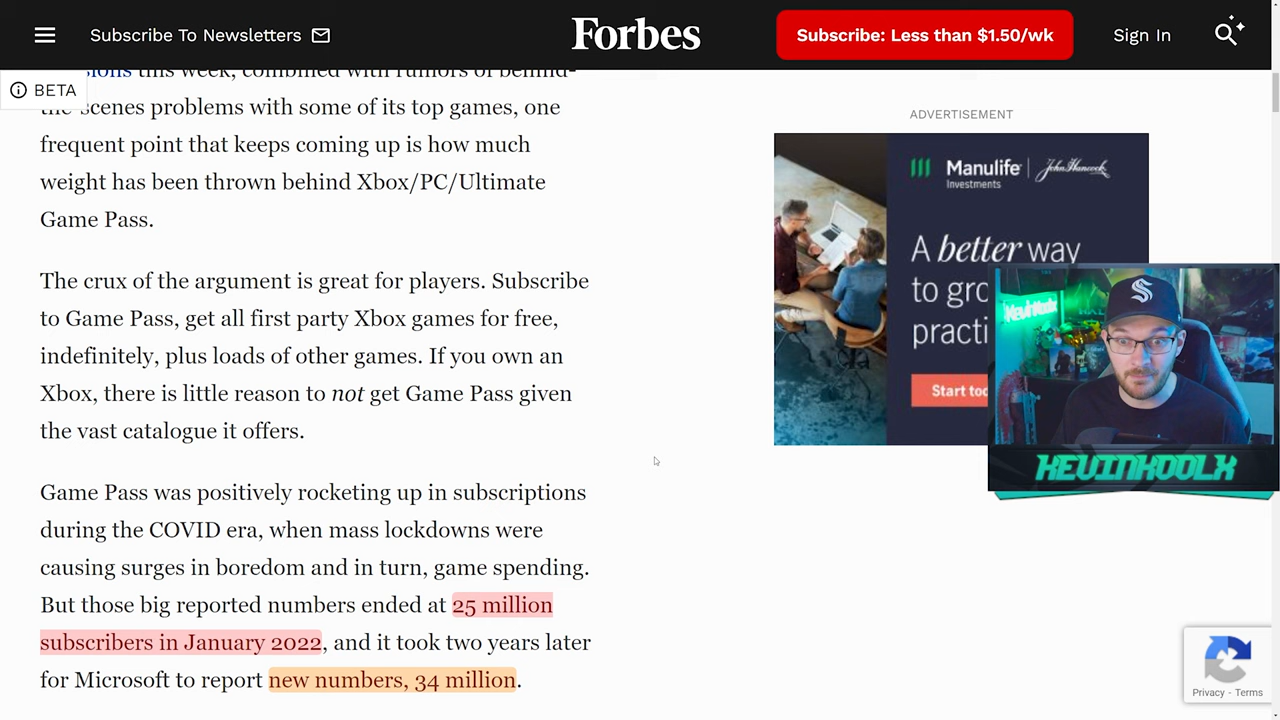 Subscribe To Newsletters
Forbes
Subscribe: Less than $1.50/wk
Sign In
sions this week, combined with rumors of behind-
BETA
the-scenes problems with some of its top games, one
frequent point that keeps coming up is how much
weight has been thrown behind Xbox/PC/Ultimate
Game Pass.
The crux of the argument is great for players. Subscribe
to Game Pass, get all first party Xbox games for free,
indefinitely, plus loads of other games. If you own an
Xbox, there is little reason to not get Game Pass given
the vast catalogue it offers.
Game Pass was positively rocketing up in subscriptions
during the COVID era, when mass lockdowns were
causing surges in boredom and in turn, game spending.
But those big reported numbers ended at 25 million
subscribers in January 2022, and it took two years later
for Microsoft to report new numbers, 34 million.
ADVERTISEMENT
Manulife John Hancock
Investments
A better way
to gro
practi
Start to
KevinKoolx
KEVINKOOLX
Privacy - Terms